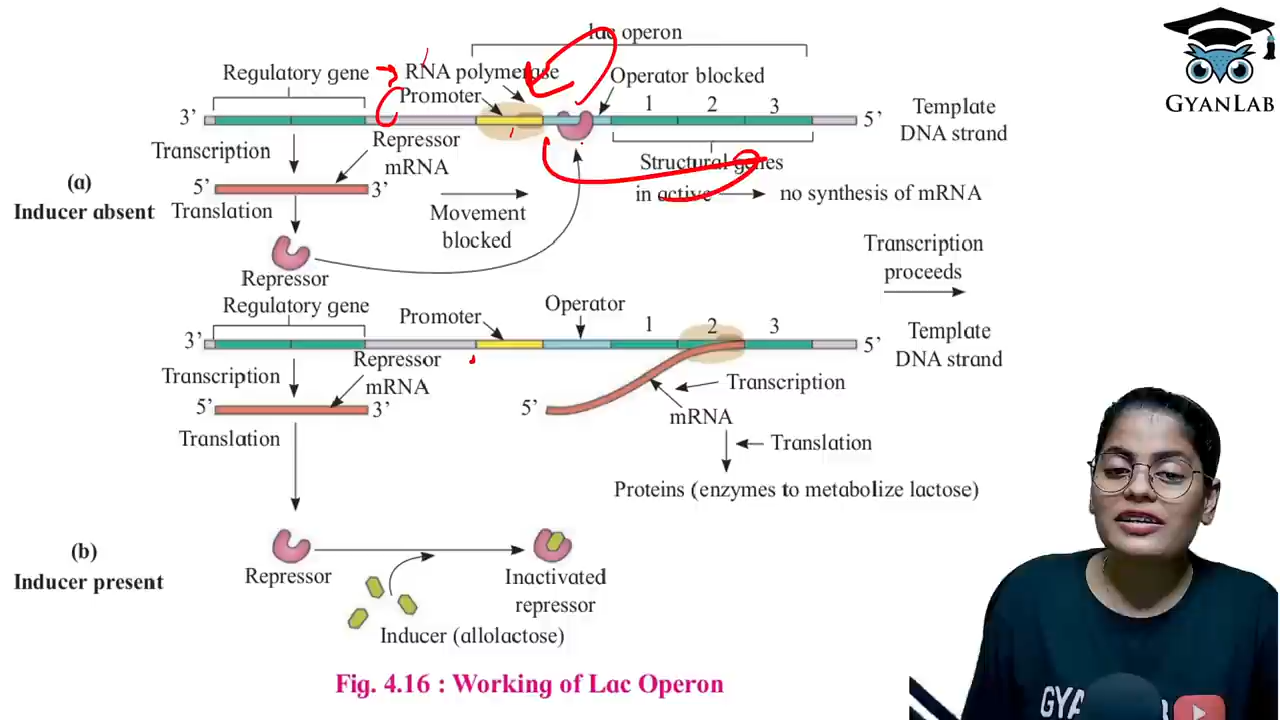 lac operon
Regulatory gene
RNA polymerase
Promoter
Operator blocked
1 2 3
3' 5'
Template
DNA strand
Transcription
Repressor
mRNA
Structural genes
in active
no synthesis of mRNA
(a)
Inducer absent
5' 3'
Translation
Movement
blocked
Repressor
Transcription
proceeds
Regulatory gene
Promoter
Operator
1 2 3
3' 5'
Template
DNA strand
Transcription
Repressor
mRNA
5' 3'
Translation
5'
Transcription
mRNA
Translation
Proteins (enzymes to metabolize lactose)
(b)
Inducer present
Repressor
Inactivated
repressor
Inducer (allolactose)
Fig. 4.16 : Working of Lac Operon
GYANLAB